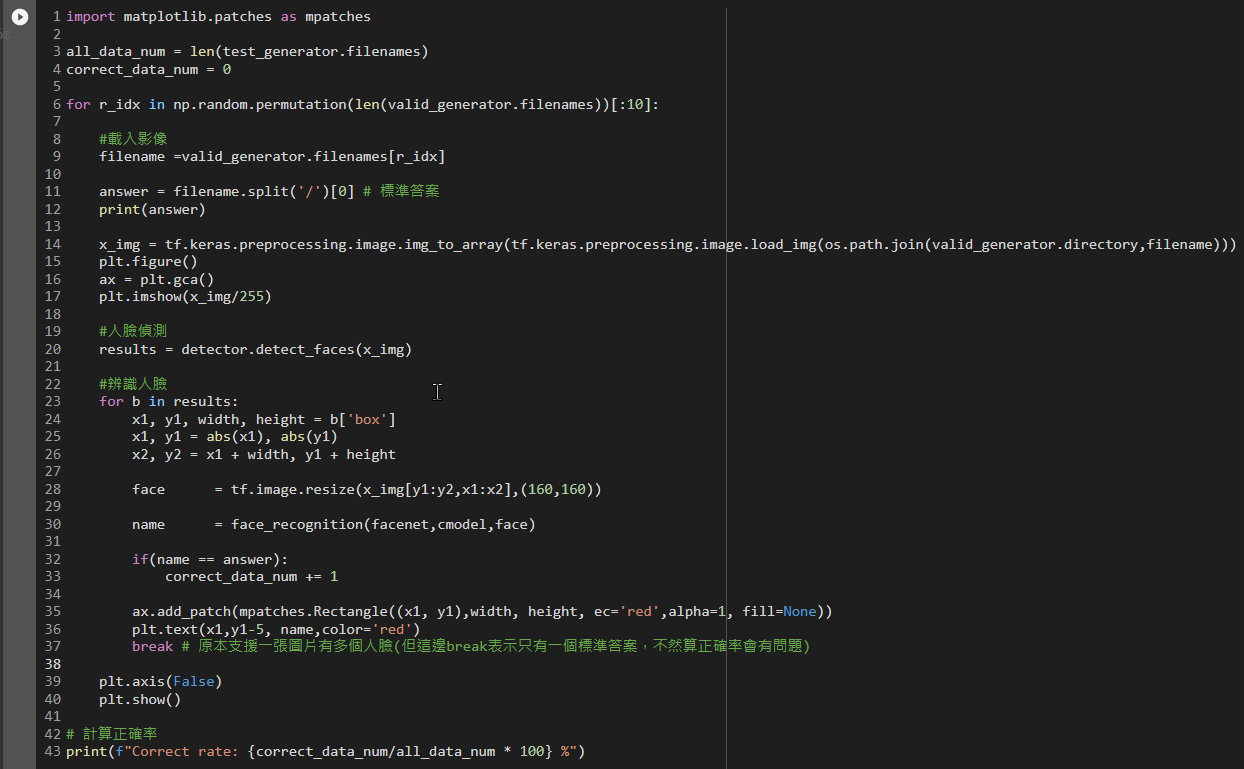 1 import matplotlib.patches as mpatches
2
3 all_data_num = len(test_generator.filenames)
4 correct_data_num = 0
5
6 for r_idx in np.random.permutation(len(valid_generator.filenames))[:10]:
7
8     #載入影像
9     filename =valid_generator.filenames[r_idx]
10
11     answer = filename.split('/')[0] # 標準答案
12     print(answer)
13
14     x_img = tf.keras.preprocessing.image.img_to_array(tf.keras.preprocessing.image.load_img(os.path.join(valid_generator.directory,filename)))
15     plt.figure()
16     ax = plt.gca()
17     plt.imshow(x_img/255)
18
19     #人臉偵測
20     results = detector.detect_faces(x_img)
21
22     #辨識人臉
23     for b in results:
24         x1, y1, width, height = b['box']
25         x1, y1 = abs(x1), abs(y1)
26         x2, y2 = x1 + width, y1 + height
27
28         face      = tf.image.resize(x_img[y1:y2,x1:x2],(160,160))
29
30         name      = face_recognition(facenet,cmodel,face)
31
32         if(name == answer):
33             correct_data_num += 1
34
35         ax.add_patch(mpatches.Rectangle((x1, y1),width, height, ec='red',alpha=1, fill=None))
36         plt.text(x1,y1-5, name,color='red')
37         break # 原本支援一張圖片有多個人臉(但這邊break表示只有一個標準答案，不然算正確率會有問題)
38
39     plt.axis(False)
40     plt.show()
41
42 # 計算正確率
43 print(f"Correct rate: {correct_data_num/all_data_num * 100} %")